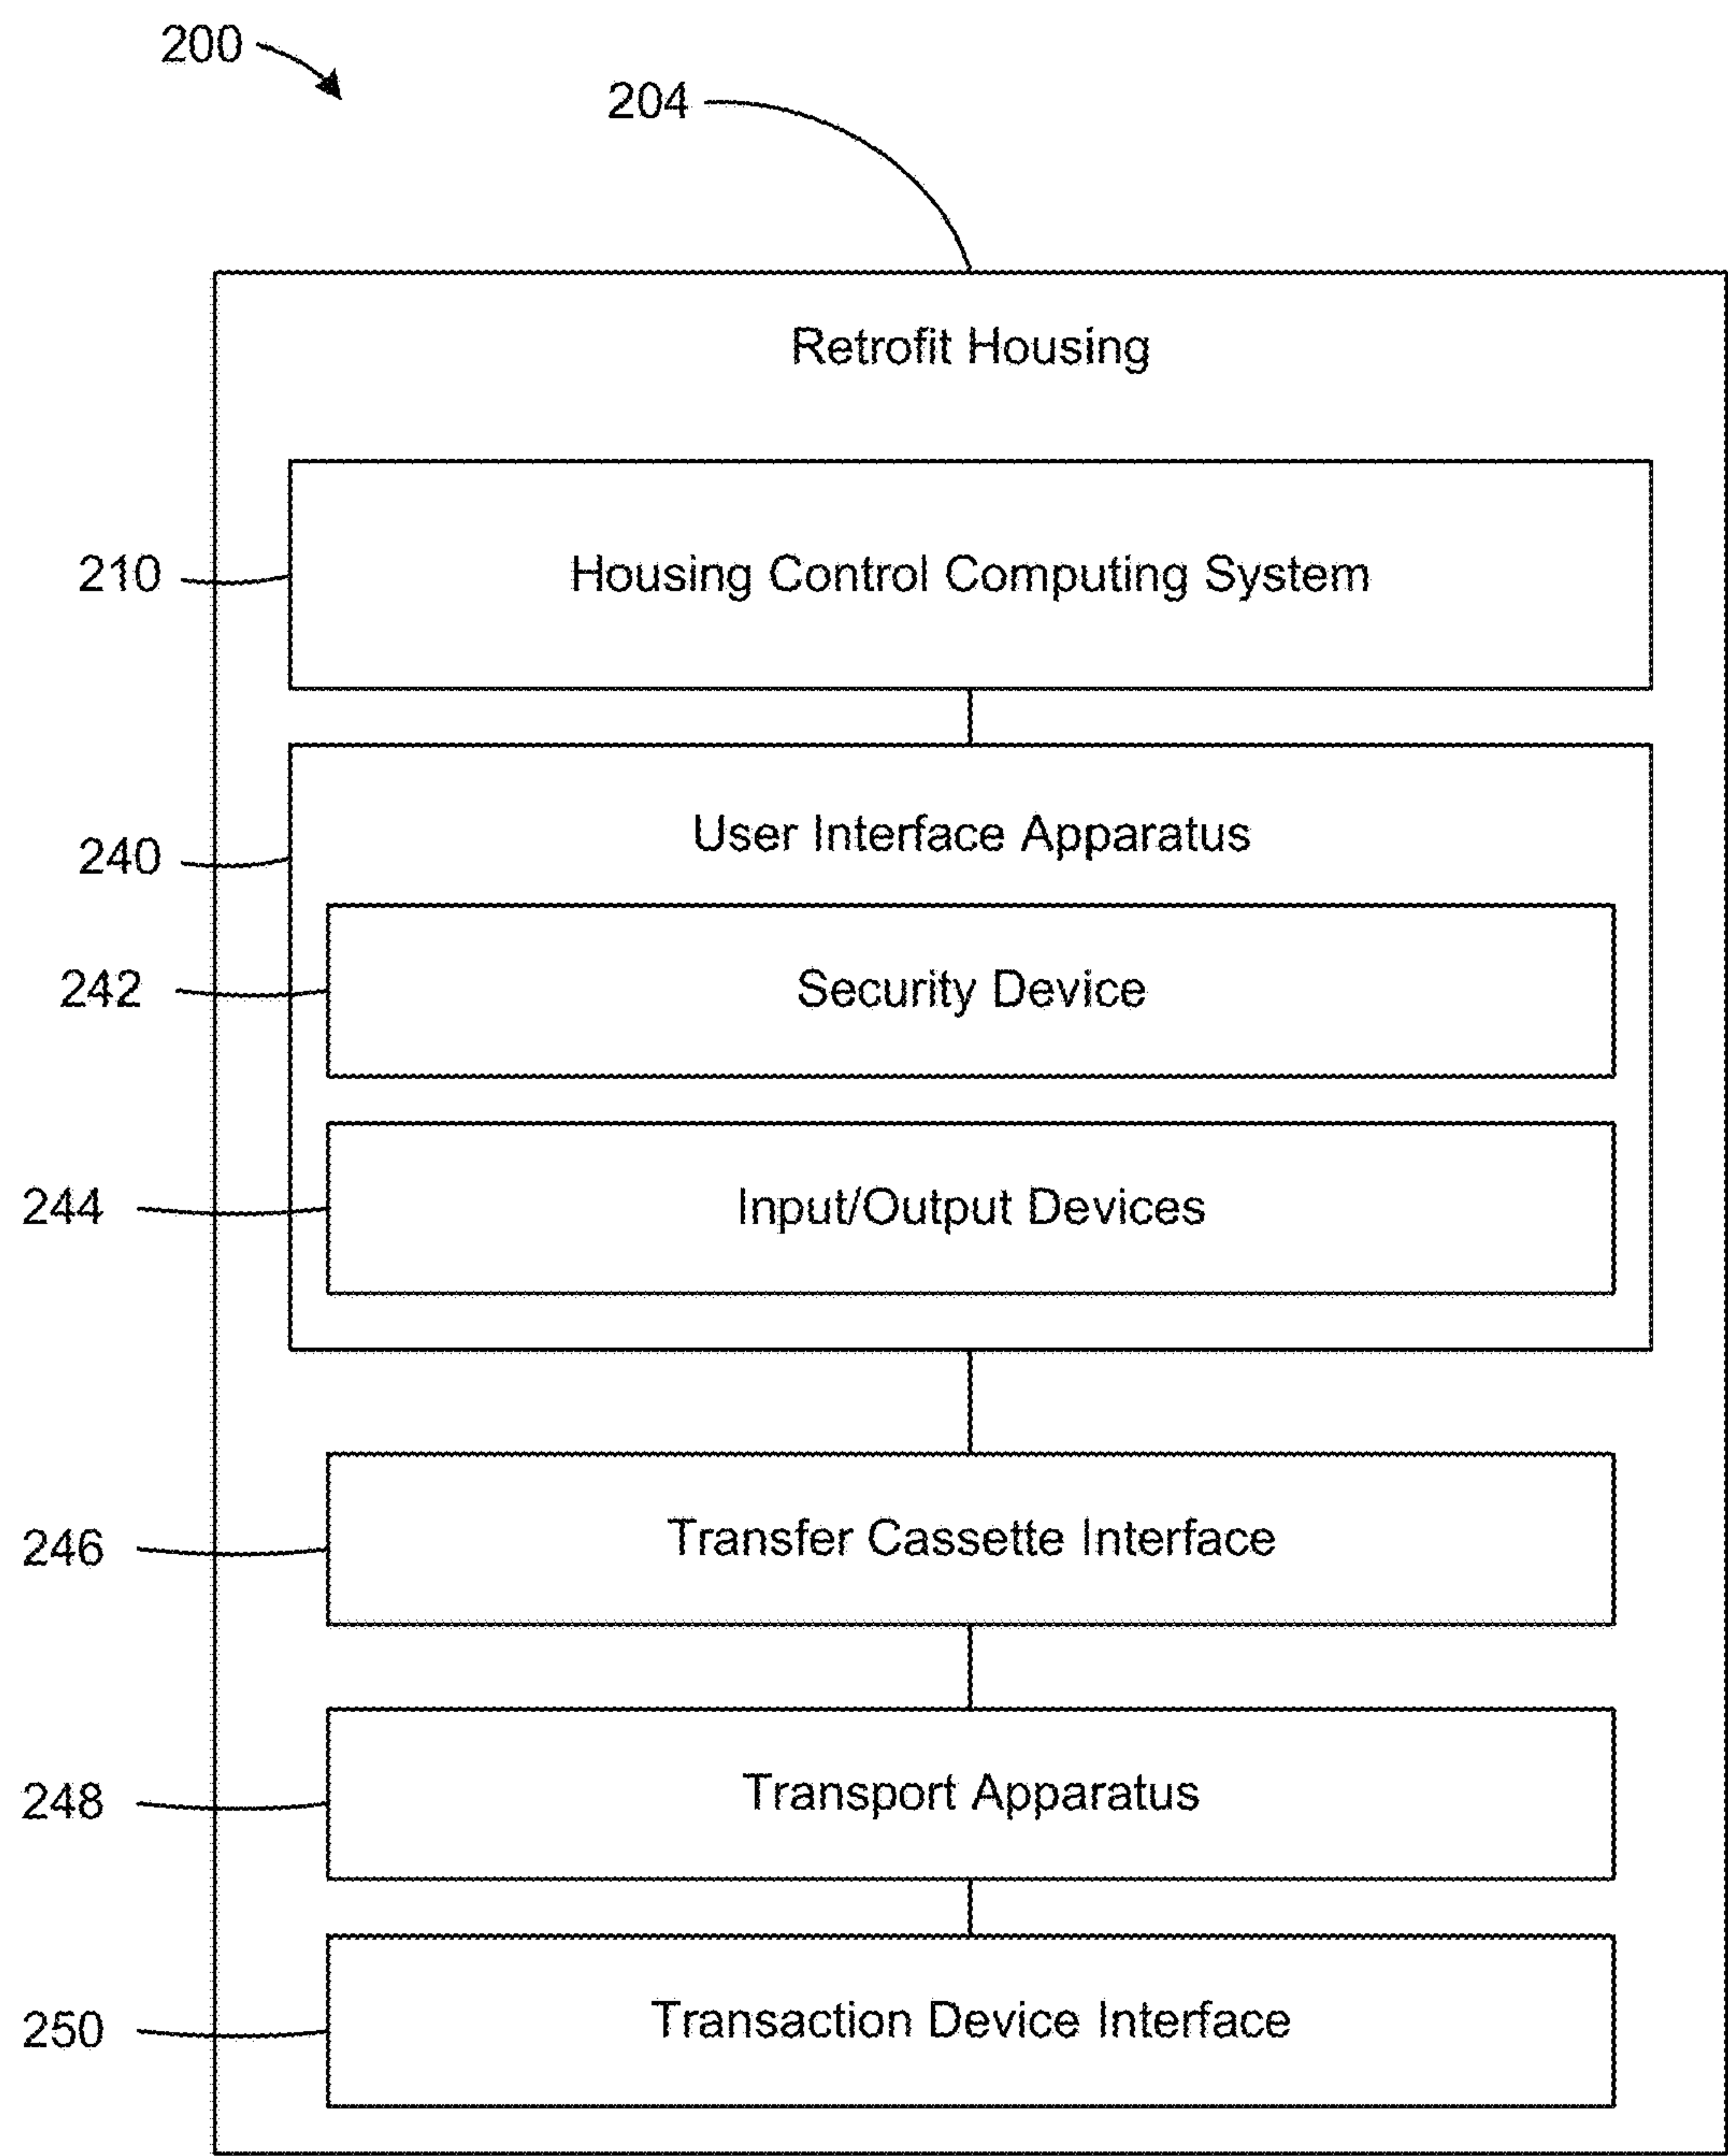 200
204
Retrofit Housing
210
Housing Control Computing System
240
User Interface Apparatus
242
Security Device
244
Input/Output Devices
246
Transfer Cassette Interface
248
Transport Apparatus
250
Transaction Device Interface